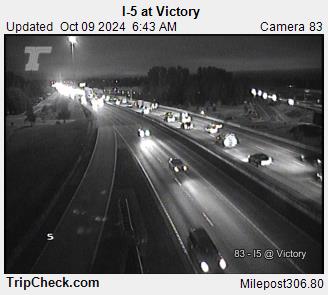 I-5 at Victory
Updated Oct 09 2024 6:43 AM Camera 83
T
S
83 - I5 @ Victory
TripCheck.com Milepost306.80